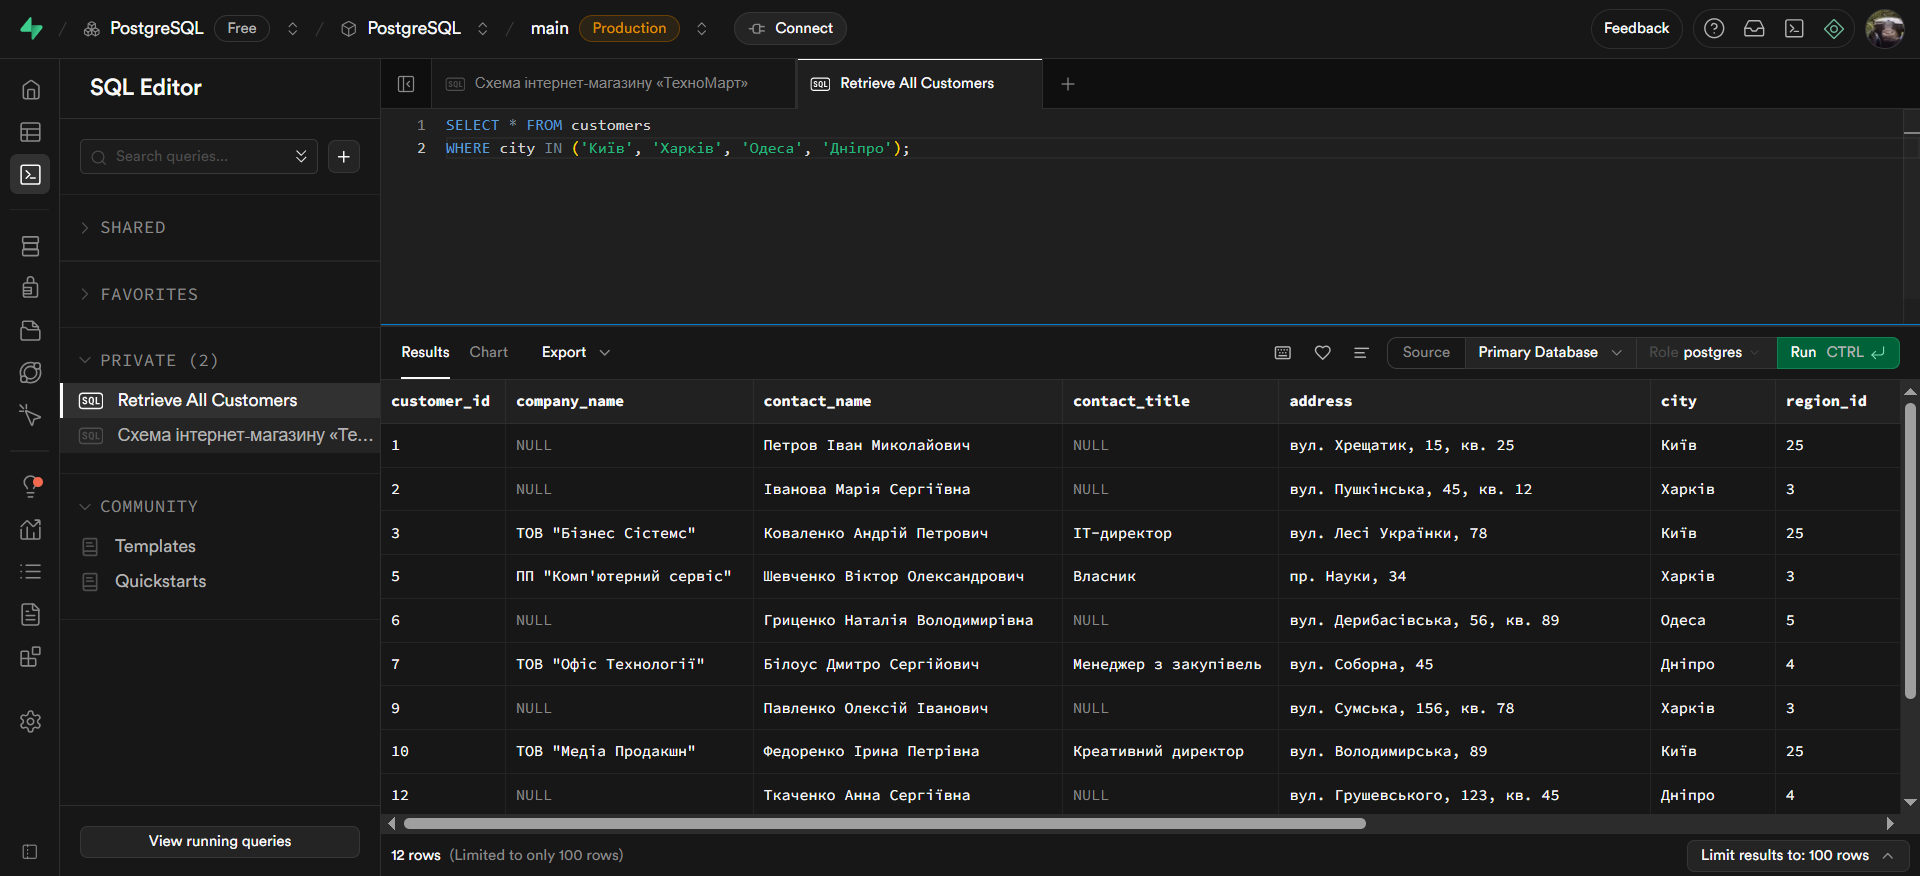 PostgreSQL Free PostgreSQL main Production Connect Feedback
SQL Editor
Search queries...
SHARED
FAVORITES
PRIVATE (2)
SQL Retrieve All Customers
SQL Схема інтернет-магазину «Те...
COMMUNITY
Templates
Quickstarts
View running queries
SQL Схема інтернет-магазину «ТехноМарт» SQL Retrieve All Customers
1 SELECT * FROM customers
2 WHERE city IN ('Київ', 'Харків', 'Одеса', 'Дніпро');
Results Chart Export Source Primary Database Role postgres Run CTRL
customer_id company_name contact_name contact_title address city region_id
1 NULL Петров Іван Миколайович NULL вул. Хрещатик, 15, кв. 25 Київ 25
2 NULL Іванова Марія Сергіївна NULL вул. Пушкінська, 45, кв. 12 Харків 3
3 ТОВ "Бізнес Сістемс" Коваленко Андрій Петрович ІТ-директор вул. Лесі Українки, 78 Київ 25
5 ПП "Комп'ютерний сервіс" Шевченко Віктор Олександрович Власник пр. Науки, 34 Харків 3
6 NULL Гриценко Наталія Володимирівна NULL вул. Дерибасівська, 56, кв. 89 Одеса 5
7 ТОВ "Офіс Технології" Білоус Дмитро Сергійович Менеджер з закупівель вул. Соборна, 45 Дніпро 4
9 NULL Павленко Олексій Іванович NULL вул. Сумська, 156, кв. 78 Харків 3
10 ТОВ "Медіа Продакшн" Федоренко Ірина Петрівна Креативний директор вул. Володимирська, 89 Київ 25
12 NULL Ткаченко Анна Сергіївна NULL вул. Грушевського, 123, кв. 45 Дніпро 4
12 rows (Limited to only 100 rows) Limit results to: 100 rows